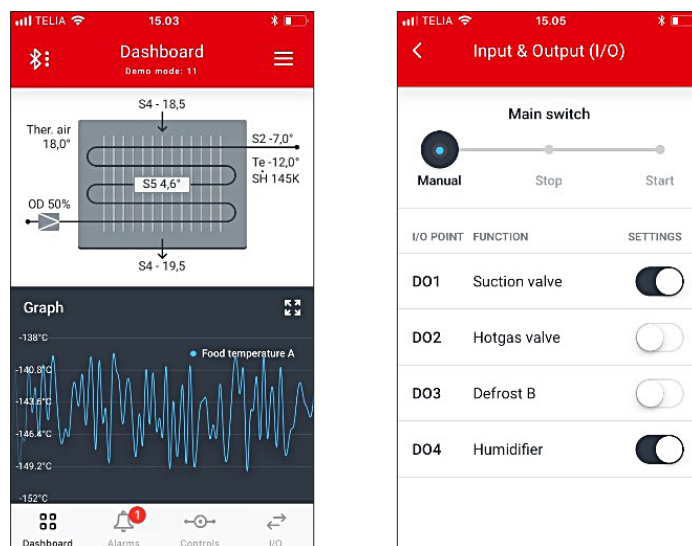 TELIA 15.03
Dashboard
Demo mode: 11
S4 - 18,5
Ther. air
18,0°
S2 -7,0°
Te -12,0°
SH 145K
S5 4,6°
OD 50%
S4 - 19,5
Graph
-138°C
Food temperature A
-140.8°C
-143.6°C
-146.4°C
-149.2°C
-152°C
1
Dashboard Alarms Controls I/O
TELIA 15.05
Input & Output (I/O)
Main switch
Manual Stop Start
I/O POINT FUNCTION SETTINGS
DO1 Suction valve
DO2 Hotgas valve
DO3 Defrost B
DO4 Humidifier